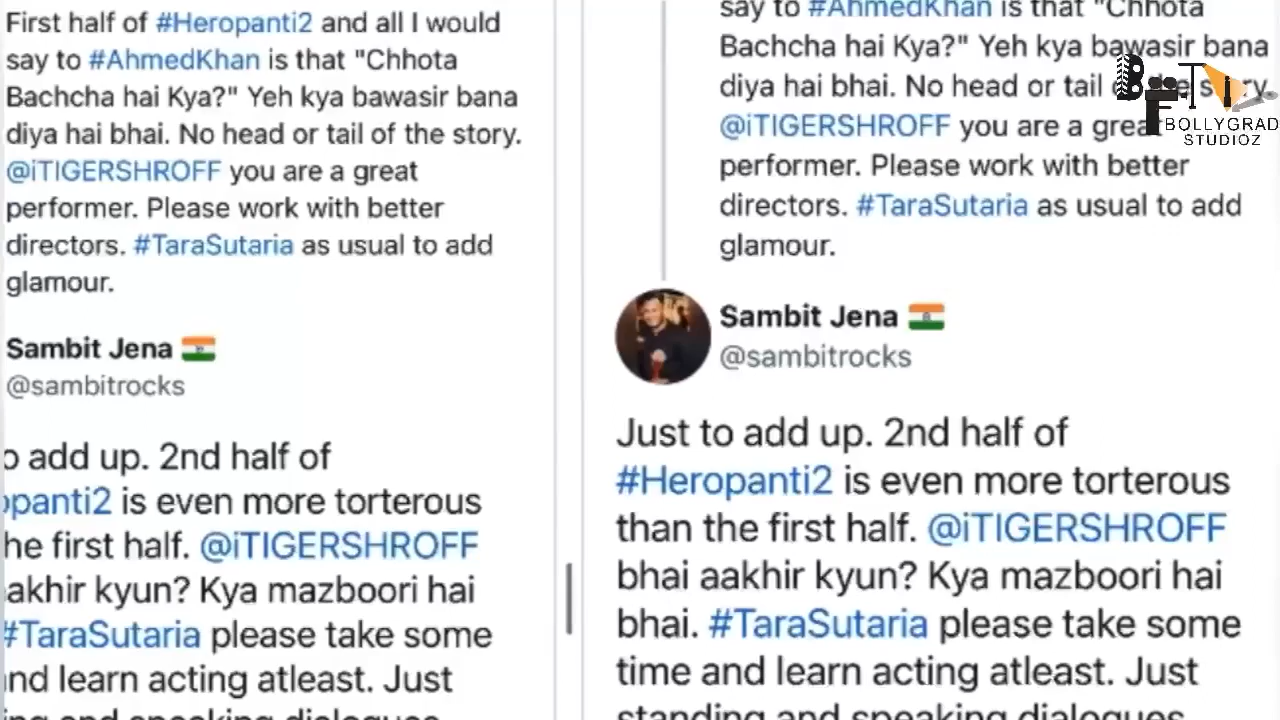 First half of #Heropanti2 and all I would
say to #AhmedKhan is that "Chhota
Bachcha hai Kya?" Yeh kya bawasir bana
diya hai bhai. No head or tail of the story.
@iTIGERSHROFF you are a great
performer. Please work with better
directors. #TaraSutaria as usual to add
glamour.
Sambit Jena
@sambitrocks
o add up. 2nd half of
opanti2 is even more torterous
he first half. @iTIGERSHROFF
aakhir kyun? Kya mazboori hai
#TaraSutaria please take some
nd learn acting atleast. Just
ing and speaking dialogues
say to #AhmedKhan is that "Chhota
Bachcha hai Kya?" Yeh kya bawasir bana
diya hai bhai. No head or tail of the story.
@iTIGERSHROFF you are a great
performer. Please work with better
directors. #TaraSutaria as usual to add
glamour.
Sambit Jena
@sambitrocks
Just to add up. 2nd half of
#Heropanti2 is even more torterous
than the first half. @iTIGERSHROFF
bhai aakhir kyun? Kya mazboori hai
bhai. #TaraSutaria please take some
time and learn acting atleast. Just
standing and speaking dialogues
BFTI
BOLLYGRAD
STUDIOZ